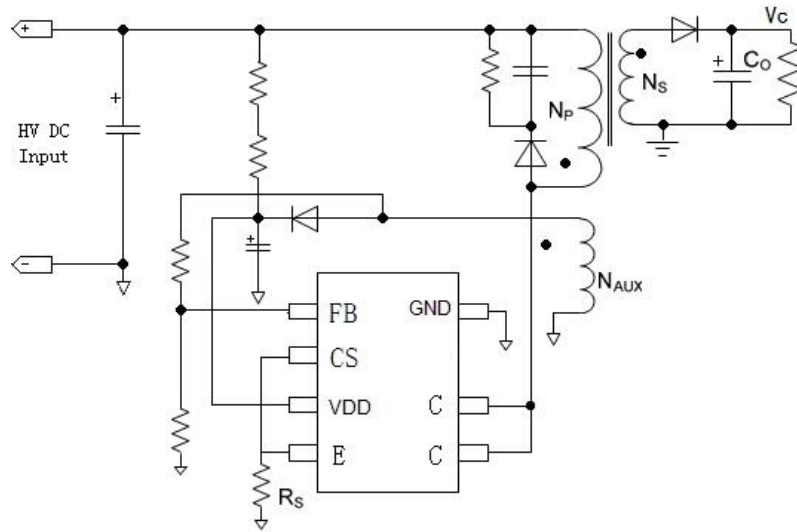 +
HV DC
Input
-
+
+
NP
NS
VC
+
CO
NAUX
FB
GND
CS
VDD
C
E
C
RS